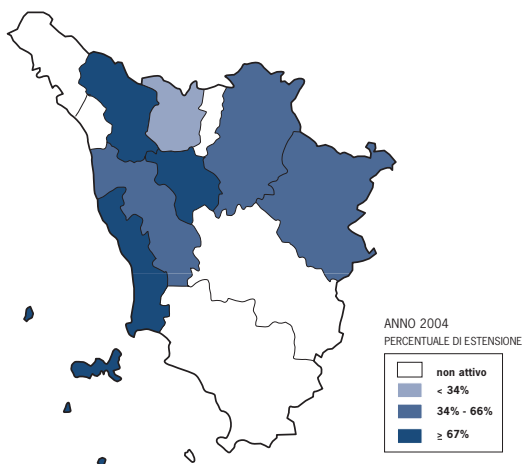 ANNO 2004
PERCENTUALE DI ESTENSIONE
non attivo
< 34%
34% - 66%
≥ 67%